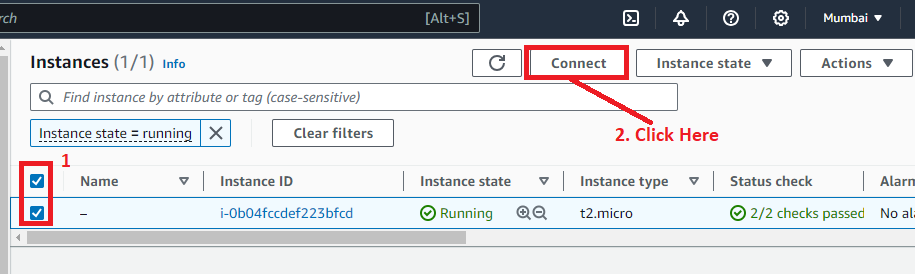 rch [Alt+S] Mumbai ▼
Instances (1/1) Info Connect Instance state ▼ Actions ▼
Find instance by attribute or tag (case-sensitive)
2. Click Here
Instance state = running Clear filters
1
Name Instance ID Instance state Instance type Status check Alarm
– i-0b04fccdef223bfcd Running t2.micro 2/2 checks passed No ala